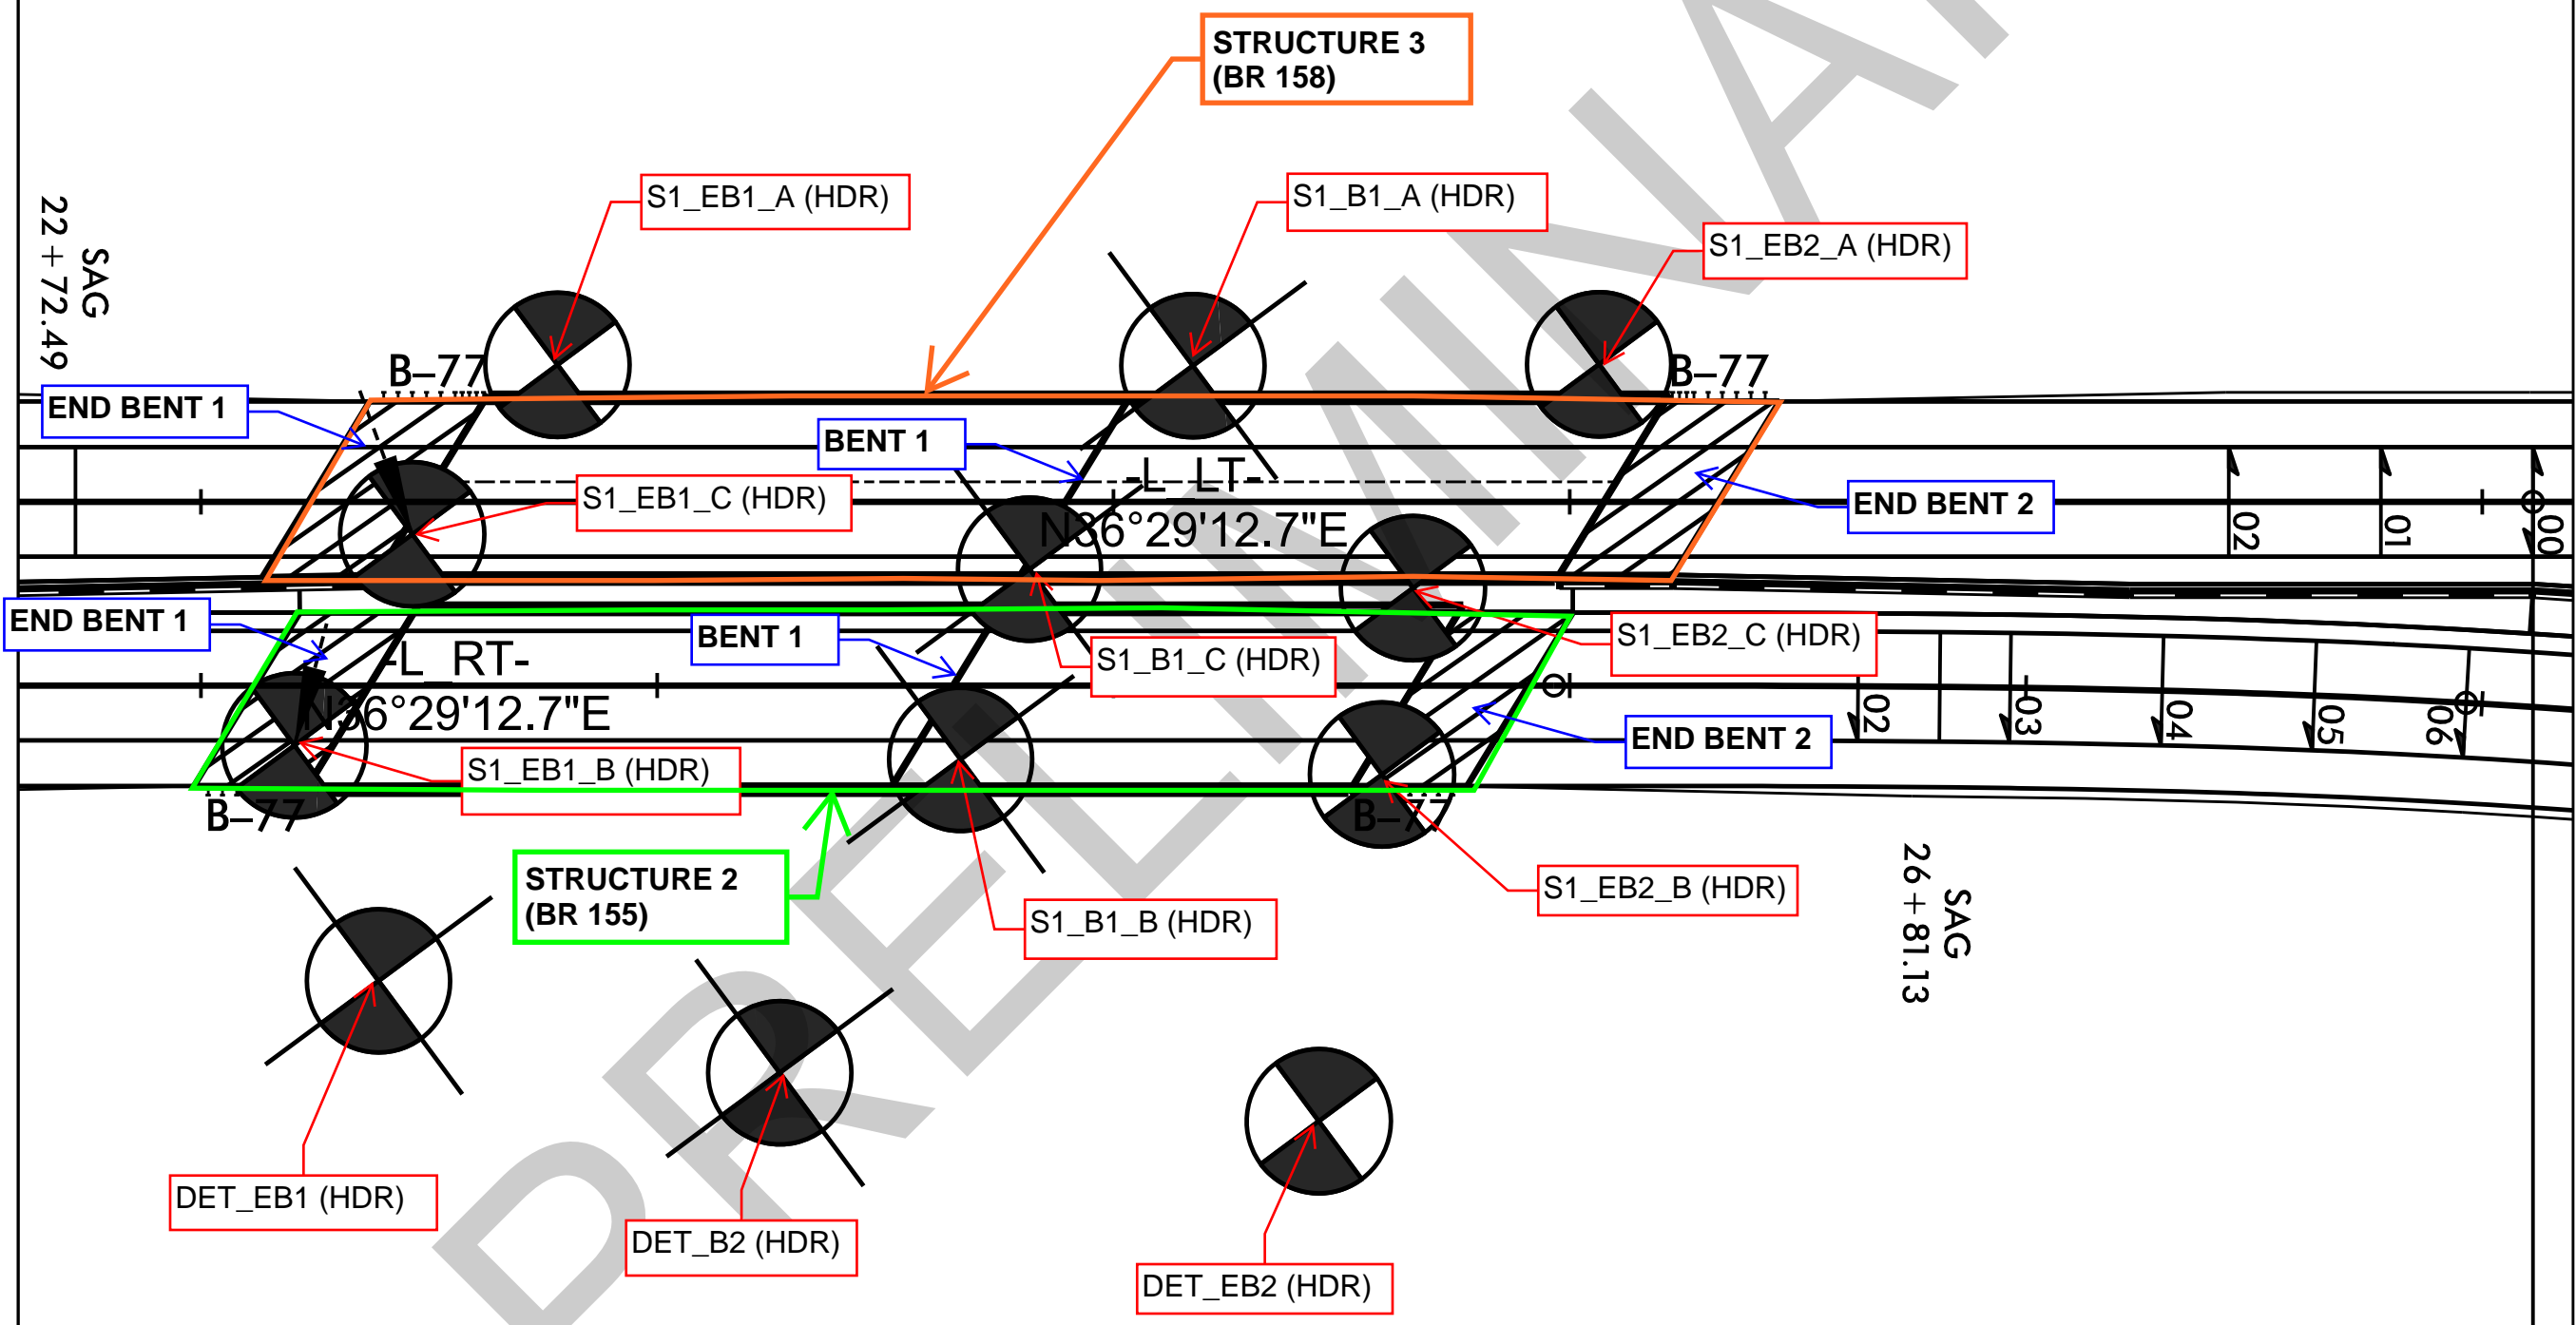 STRUCTURE 3
(BR 158)
S1_EB1_A (HDR)
S1_B1_A (HDR)
S1_EB2_A (HDR)
SAG
22+72.49
B-77
B-77
END BENT 1
BENT 1
-L_LT-
N36°29'12.7"E
S1_EB1_C (HDR)
END BENT 2
02
01
00
END BENT 1
BENT 1
S1_B1_C (HDR)
S1_EB2_C (HDR)
-L_RT-
N36°29'12.7"E
02
03
04
05
06
END BENT 2
S1_EB1_B (HDR)
B-77
B-77
STRUCTURE 2
(BR 155)
S1_B1_B (HDR)
S1_EB2_B (HDR)
SAG
26+81.13
DET_EB1 (HDR)
DET_B2 (HDR)
DET_EB2 (HDR)
PRELIMINA